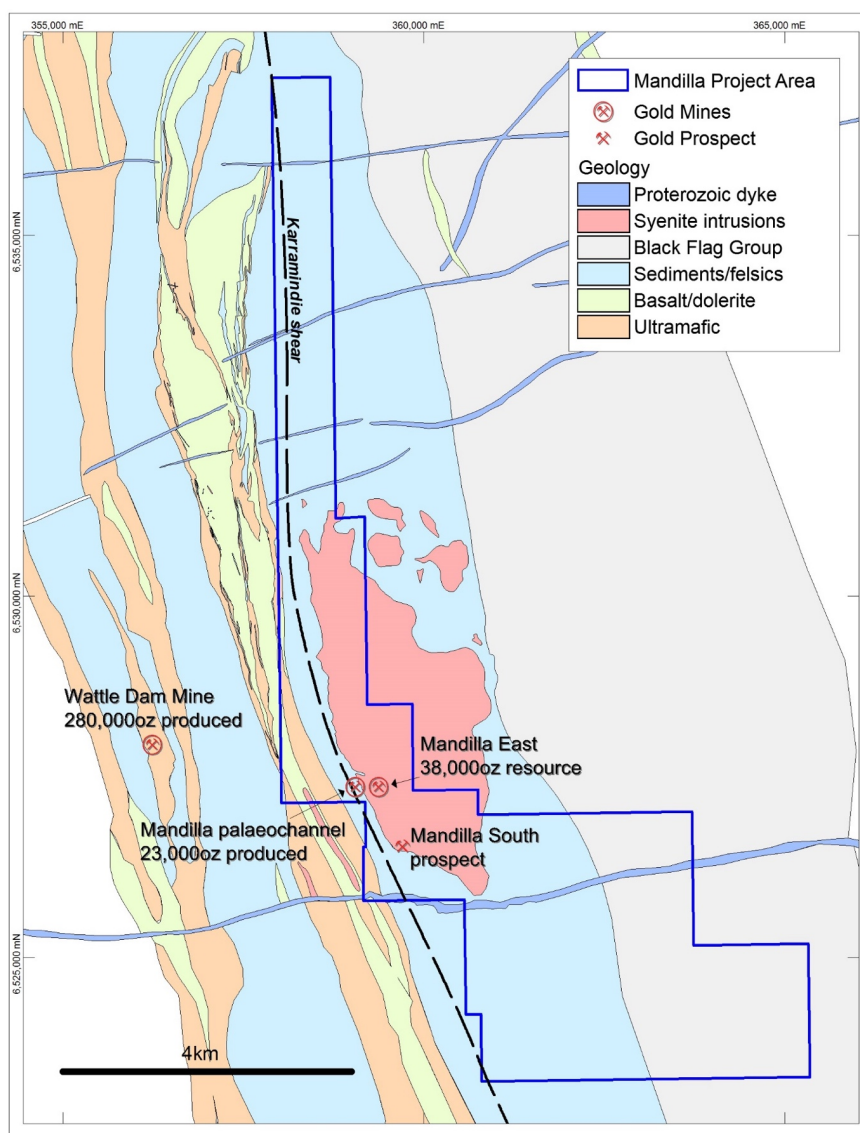 355,000 mE
360,000 mE
365,000 mE
Mandilla Project Area
Gold Mines
Gold Prospect
Geology
Proterozoic dyke
Syenite intrusions
Black Flag Group
Sediments/felsics
Basalt/dolerite
Ultramafic
6,535,000 mN
Karramindie shear
6,530,000 mN
Wattle Dam Mine
280,000oz produced
Mandilla East
38,000oz resource
Mandilla palaeochannel
23,000oz produced
Mandilla South
prospect
6,525,000 mN
4km